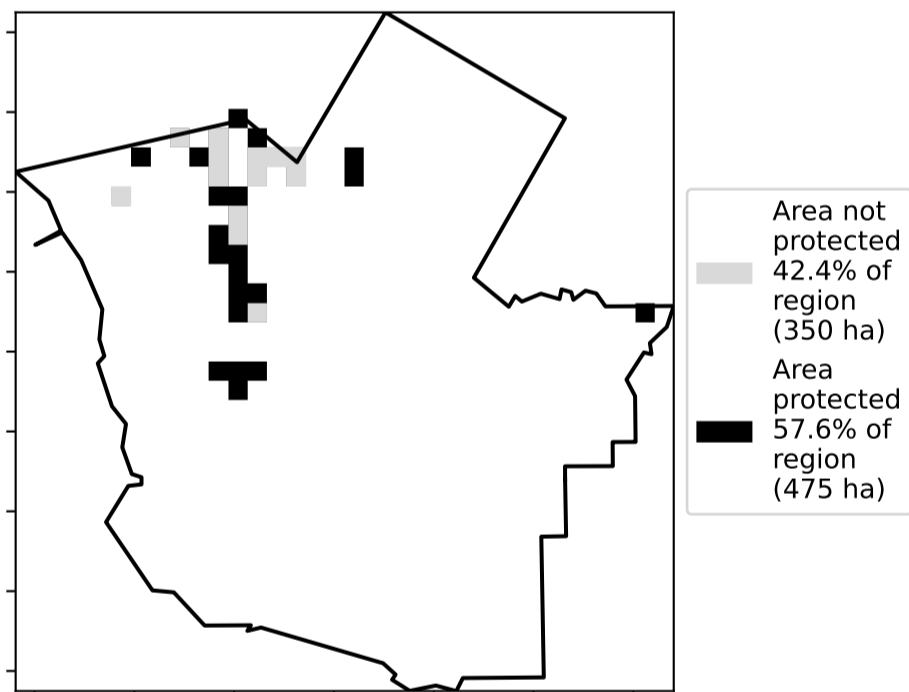 Area not
protected
42.4% of
region
(350 ha)
Area
protected
57.6% of
region
(475 ha)